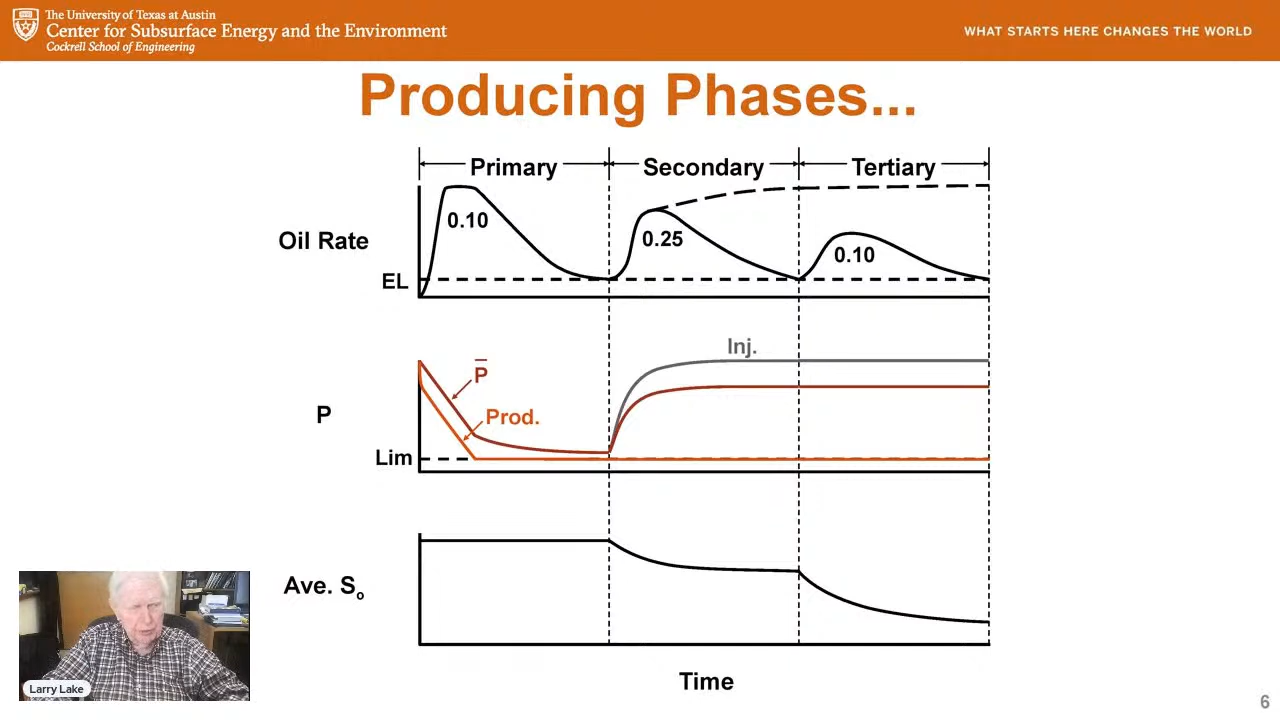 The University of Texas at Austin
Center for Subsurface Energy and the Environment
Cockrell School of Engineering
WHAT STARTS HERE CHANGES THE WORLD
Producing Phases...
Primary
Secondary
Tertiary
Oil Rate
0.10
0.25
0.10
EL
Inj.
P̅
P
Prod.
Lim
Ave. So
Larry Lake
Time
6